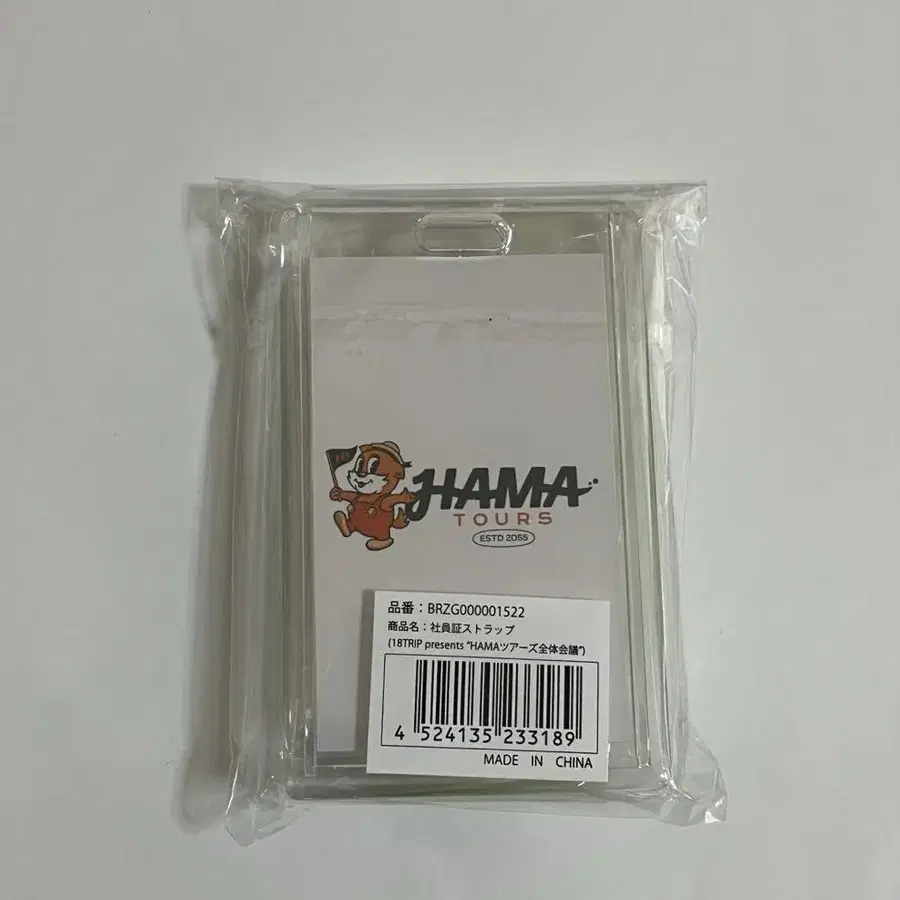 18
HAMA
TOURS
ESTD 2055
品番：BRZG000001522
商品名：社員証ストラップ
(18TRIP presents “HAMAツアーズ全体会議”)
4 524135 233189
MADE IN CHINA